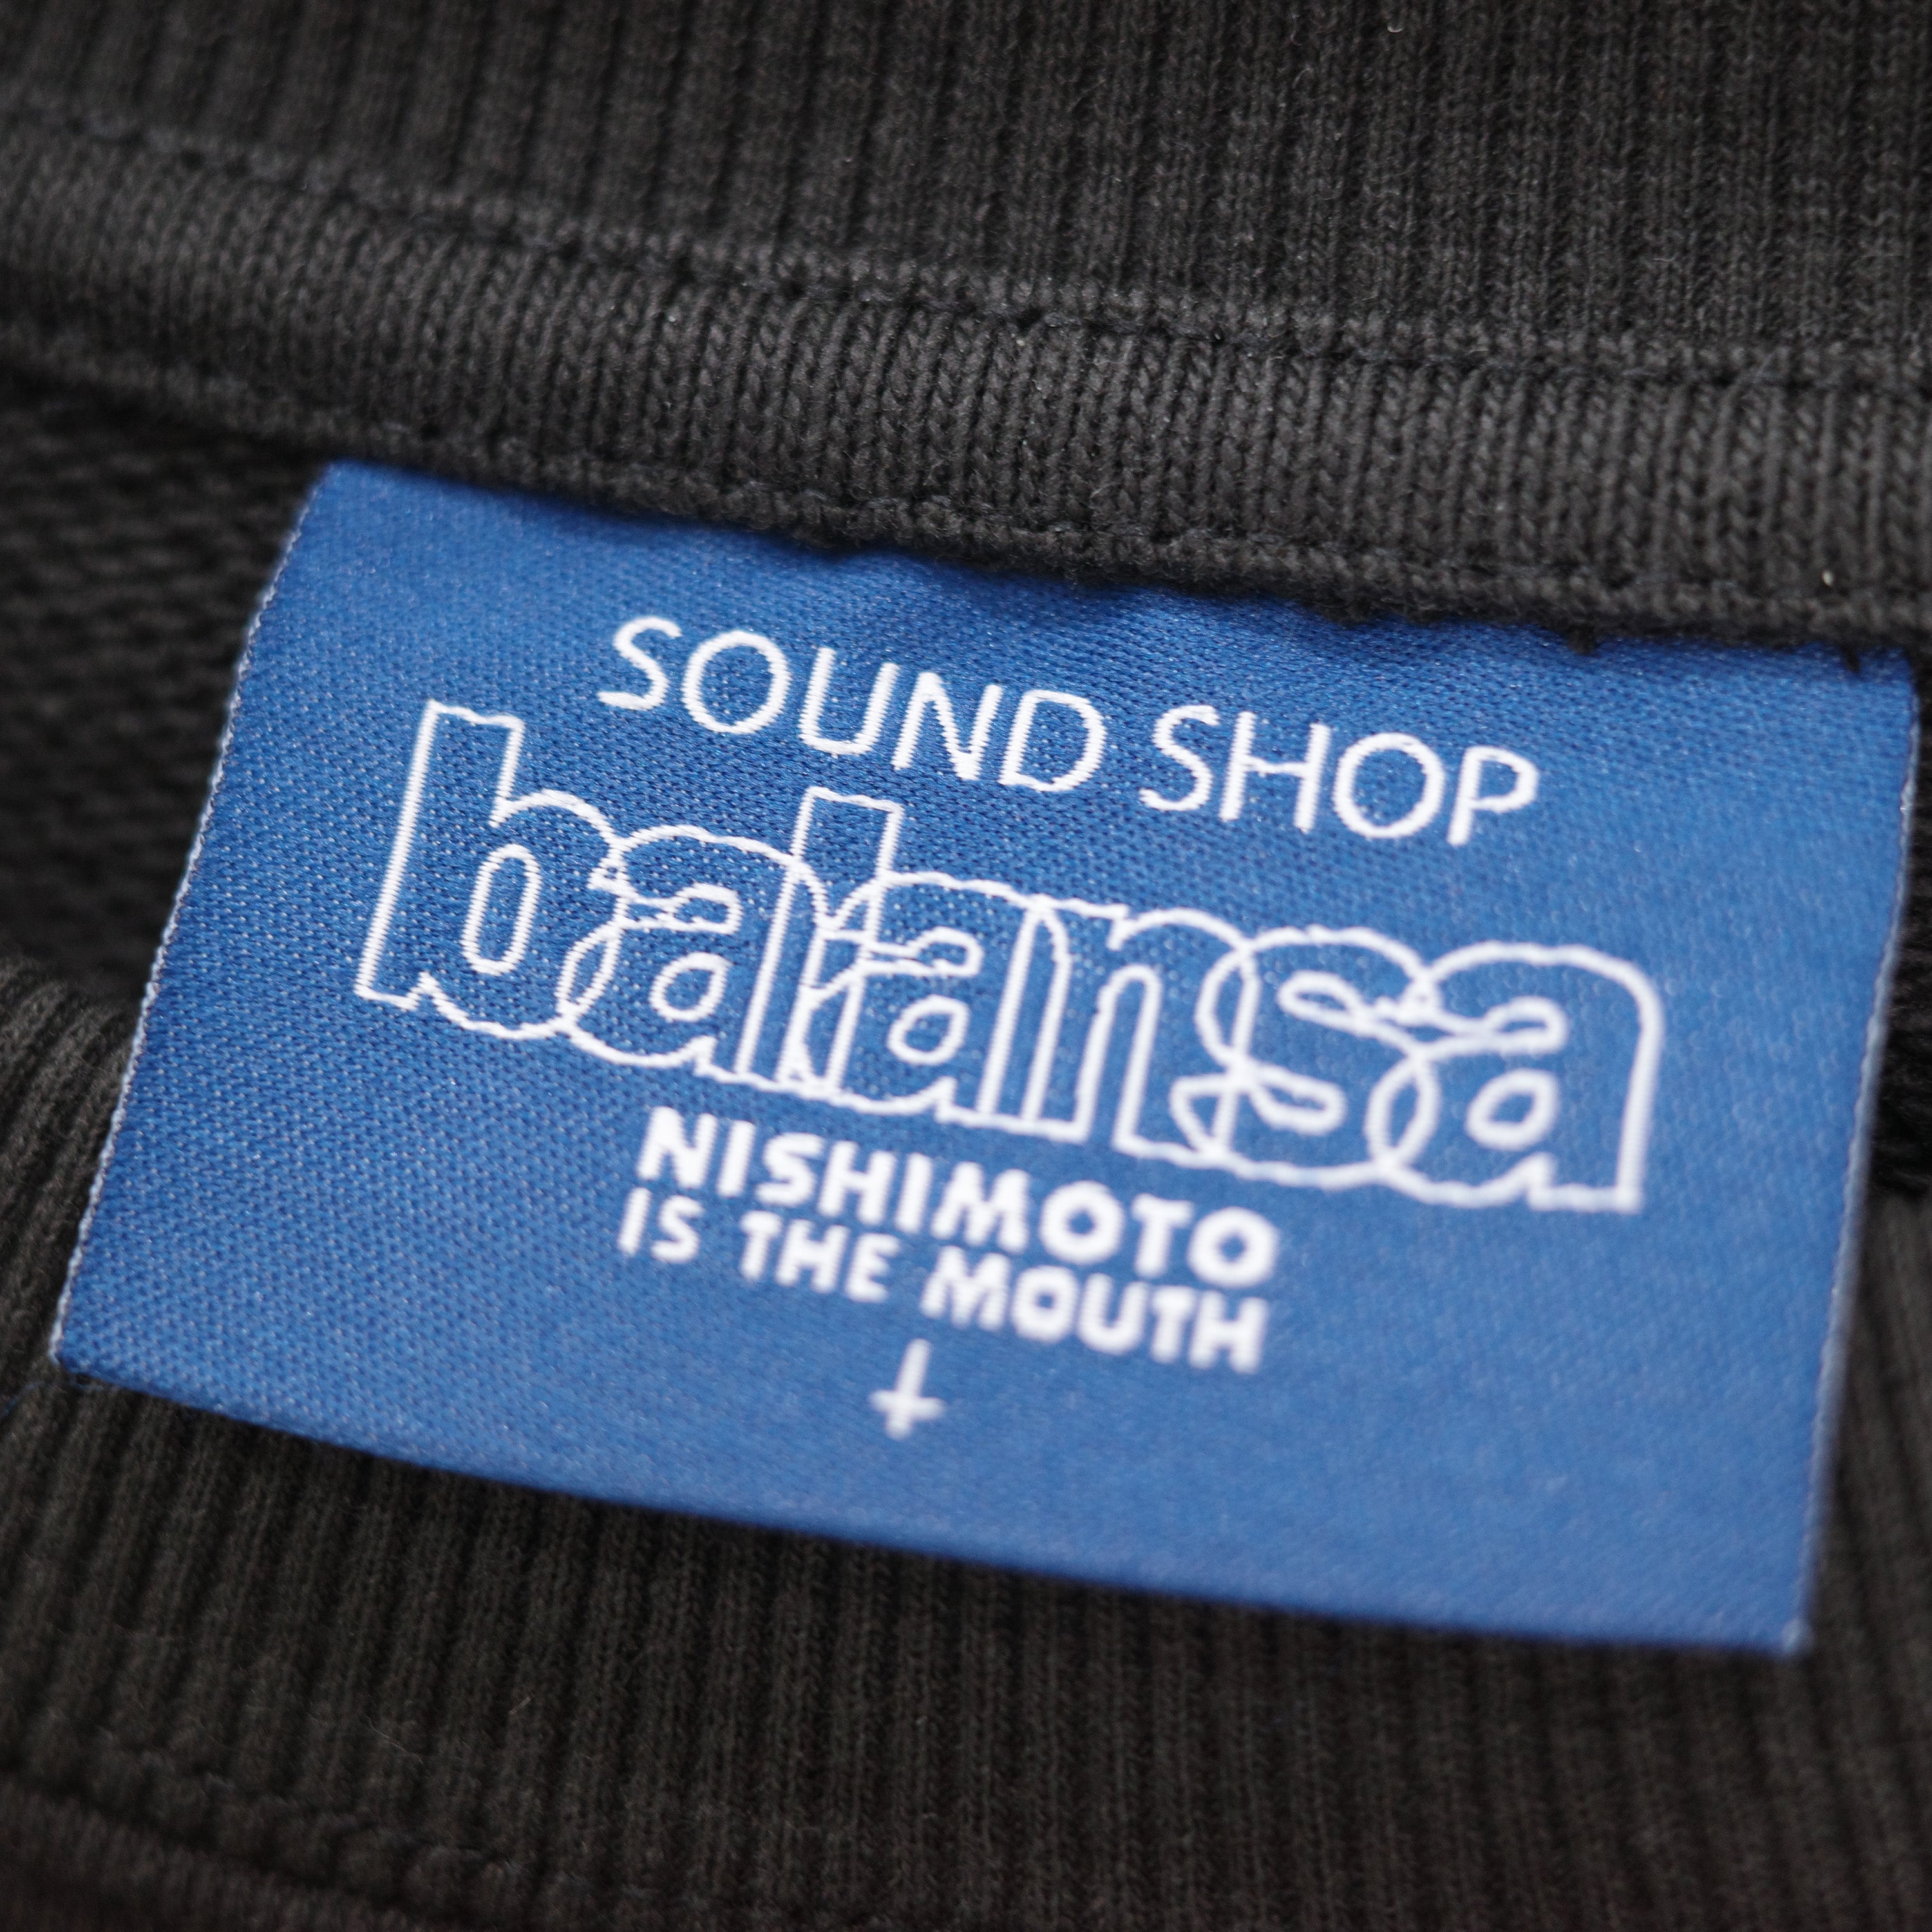 SOUND SHOP
balansa
NISHIMOTO
IS THE MOUTH